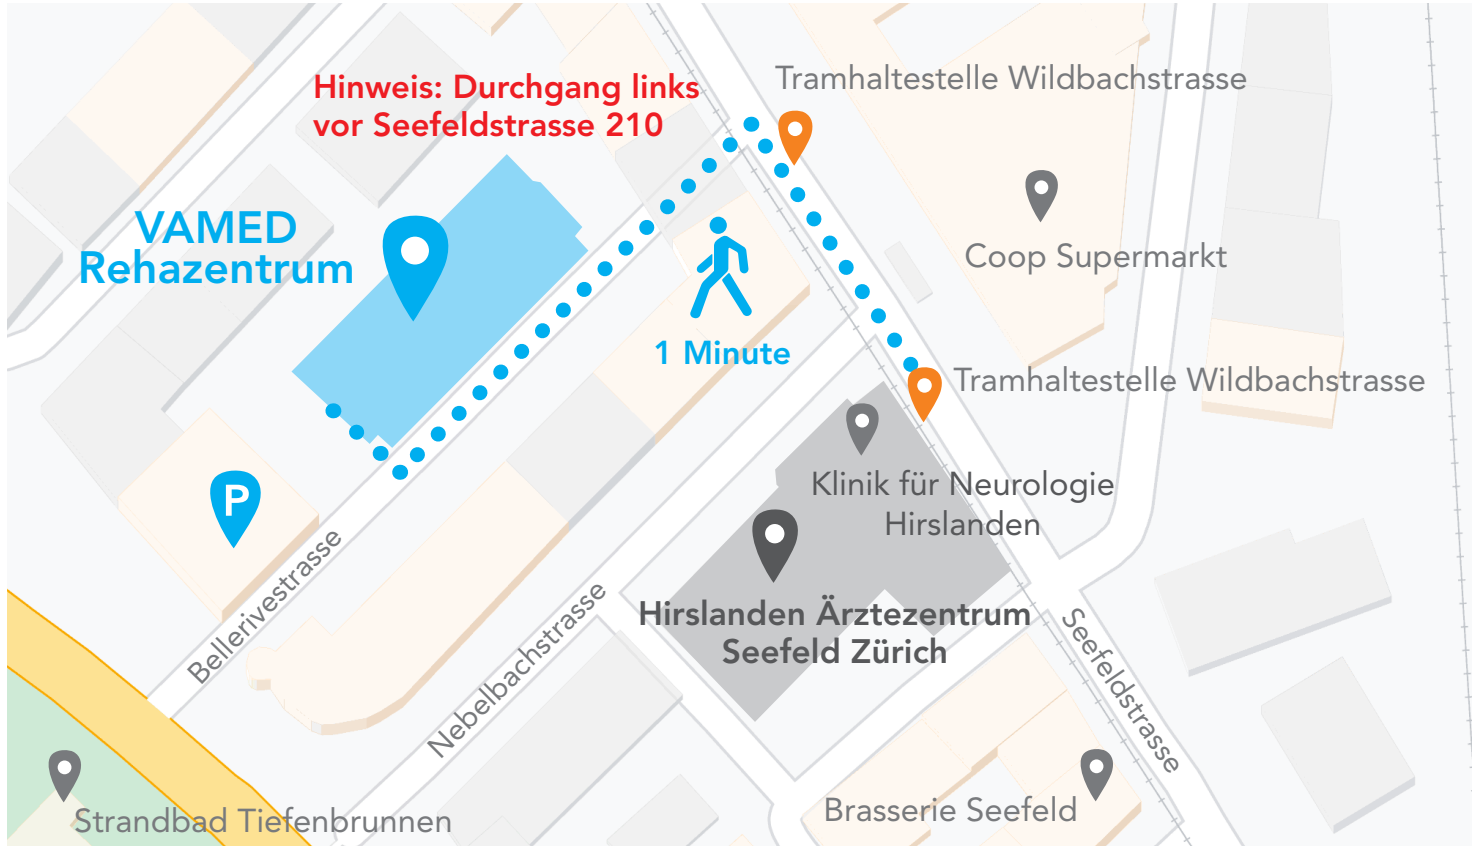 Hinweis: Durchgang links
vor Seefeldstrasse 210
Tramhaltestelle Wildbachstrasse
VAMED
Rehazentrum
Coop Supermarkt
1 Minute
Tramhaltestelle Wildbachstrasse
P
Klinik für Neurologie
Hirslanden
Hirslanden Ärztezentrum
Seefeld Zürich
Bellerivestrasse
Nebelbachstrasse
Seefeldstrasse
Strandbad Tiefenbrunnen
Brasserie Seefeld